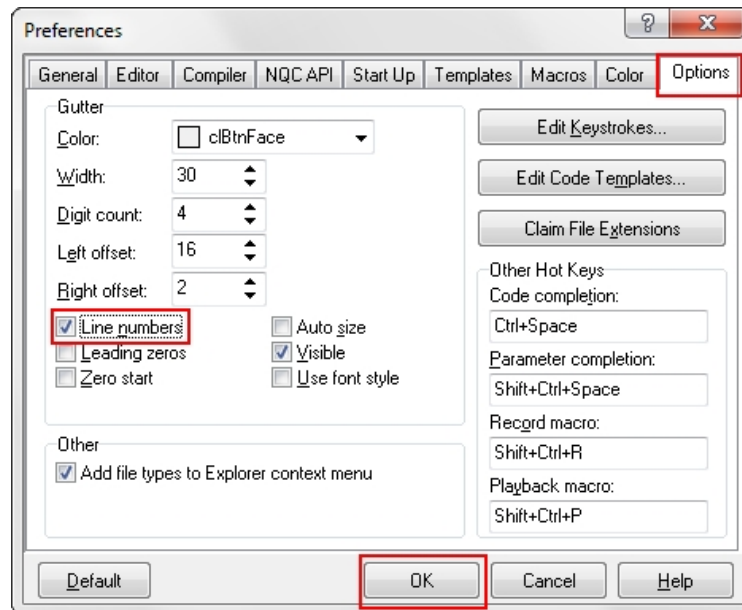 Preferences
General Editor Compiler NQC API Start Up Templates Macros Color Options
Gutter
Color: clBtnFace
Width: 30
Digit count: 4
Left offset: 16
Right offset: 2
Line numbers
Auto size
Leading zeros
Visible
Zero start
Use font style
Other
Add file types to Explorer context menu
Edit Keystrokes...
Edit Code Templates...
Claim File Extensions
Other Hot Keys
Code completion:
Ctrl+Space
Parameter completion:
Shift+Ctrl+Space
Record macro:
Shift+Ctrl+R
Playback macro:
Shift+Ctrl+P
Default OK Cancel Help